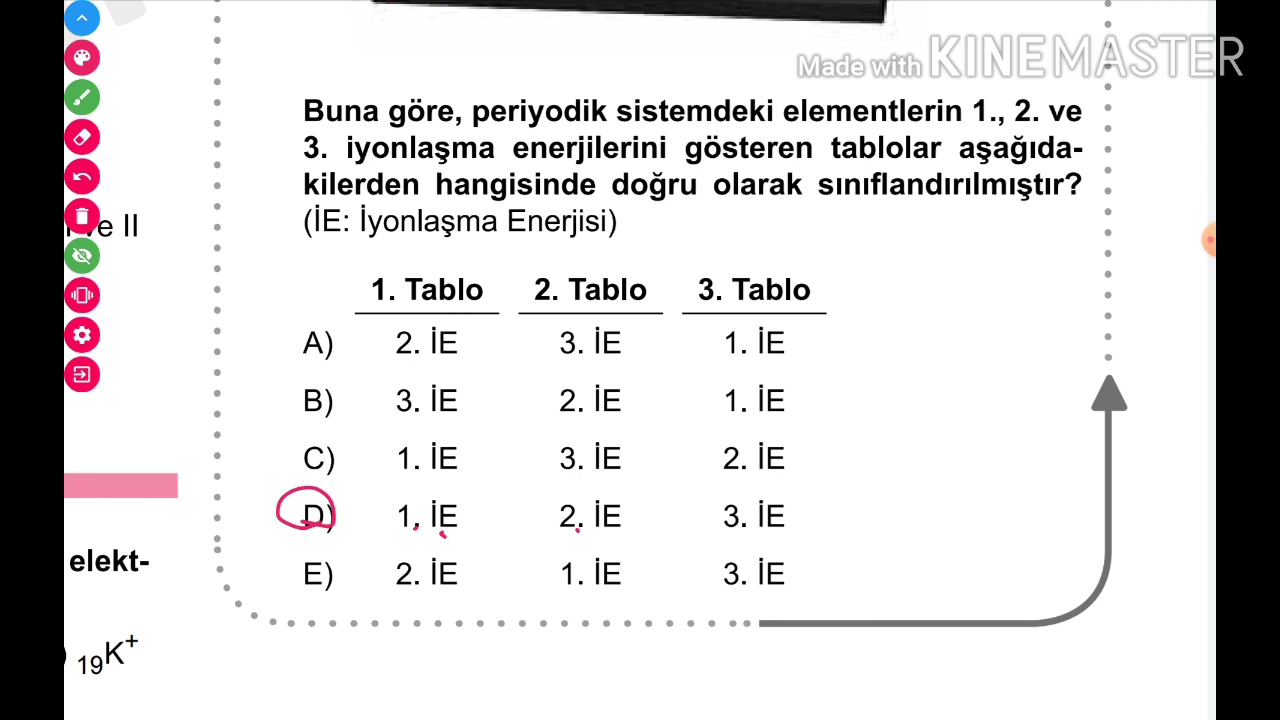 Made with KINEMASTER
Buna göre, periyodik sistemdeki elementlerin 1., 2. ve
3. iyonlaşma enerjilerini gösteren tablolar aşağıda-
kilerden hangisinde doğru olarak sınıflandırılmıştır?
(İE: İyonlaşma Enerjisi)
1. Tablo 2. Tablo 3. Tablo
A) 2. İE 3. İE 1. İE
B) 3. İE 2. İE 1. İE
C) 1. İE 3. İE 2. İE
D) 1. İE 2. İE 3. İE
E) 2. İE 1. İE 3. İE
ve II
elekt-
19K+